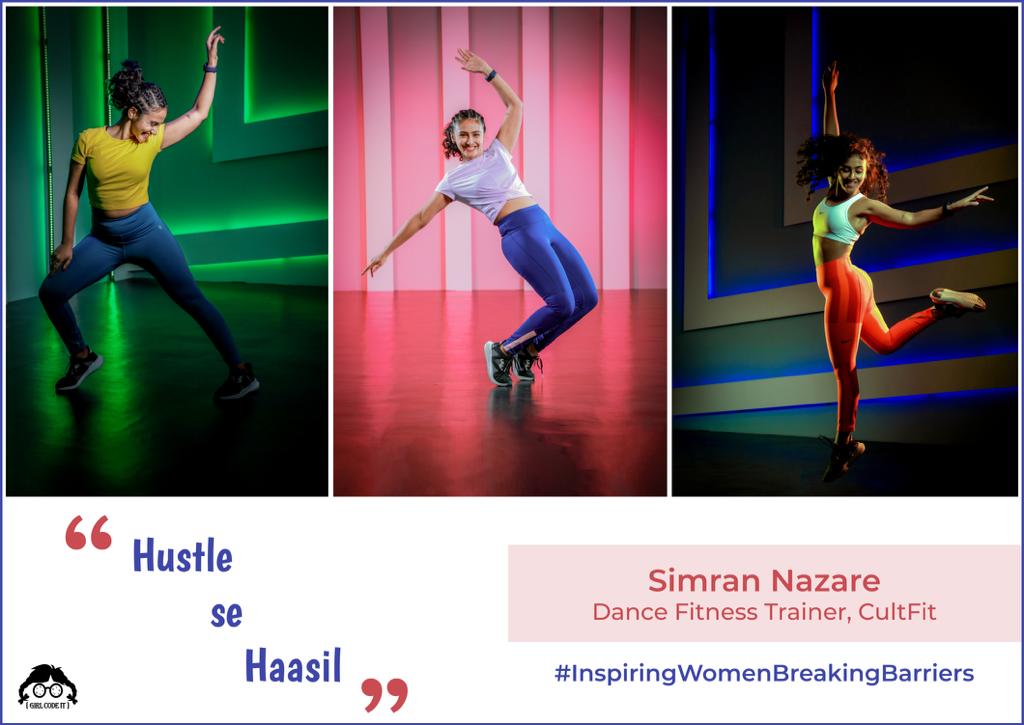 “ Hustle
se
Haasil ”
Simran Nazare
Dance Fitness Trainer, CultFit
#InspiringWomenBreakingBarriers
[ GIRL CODE IT ]